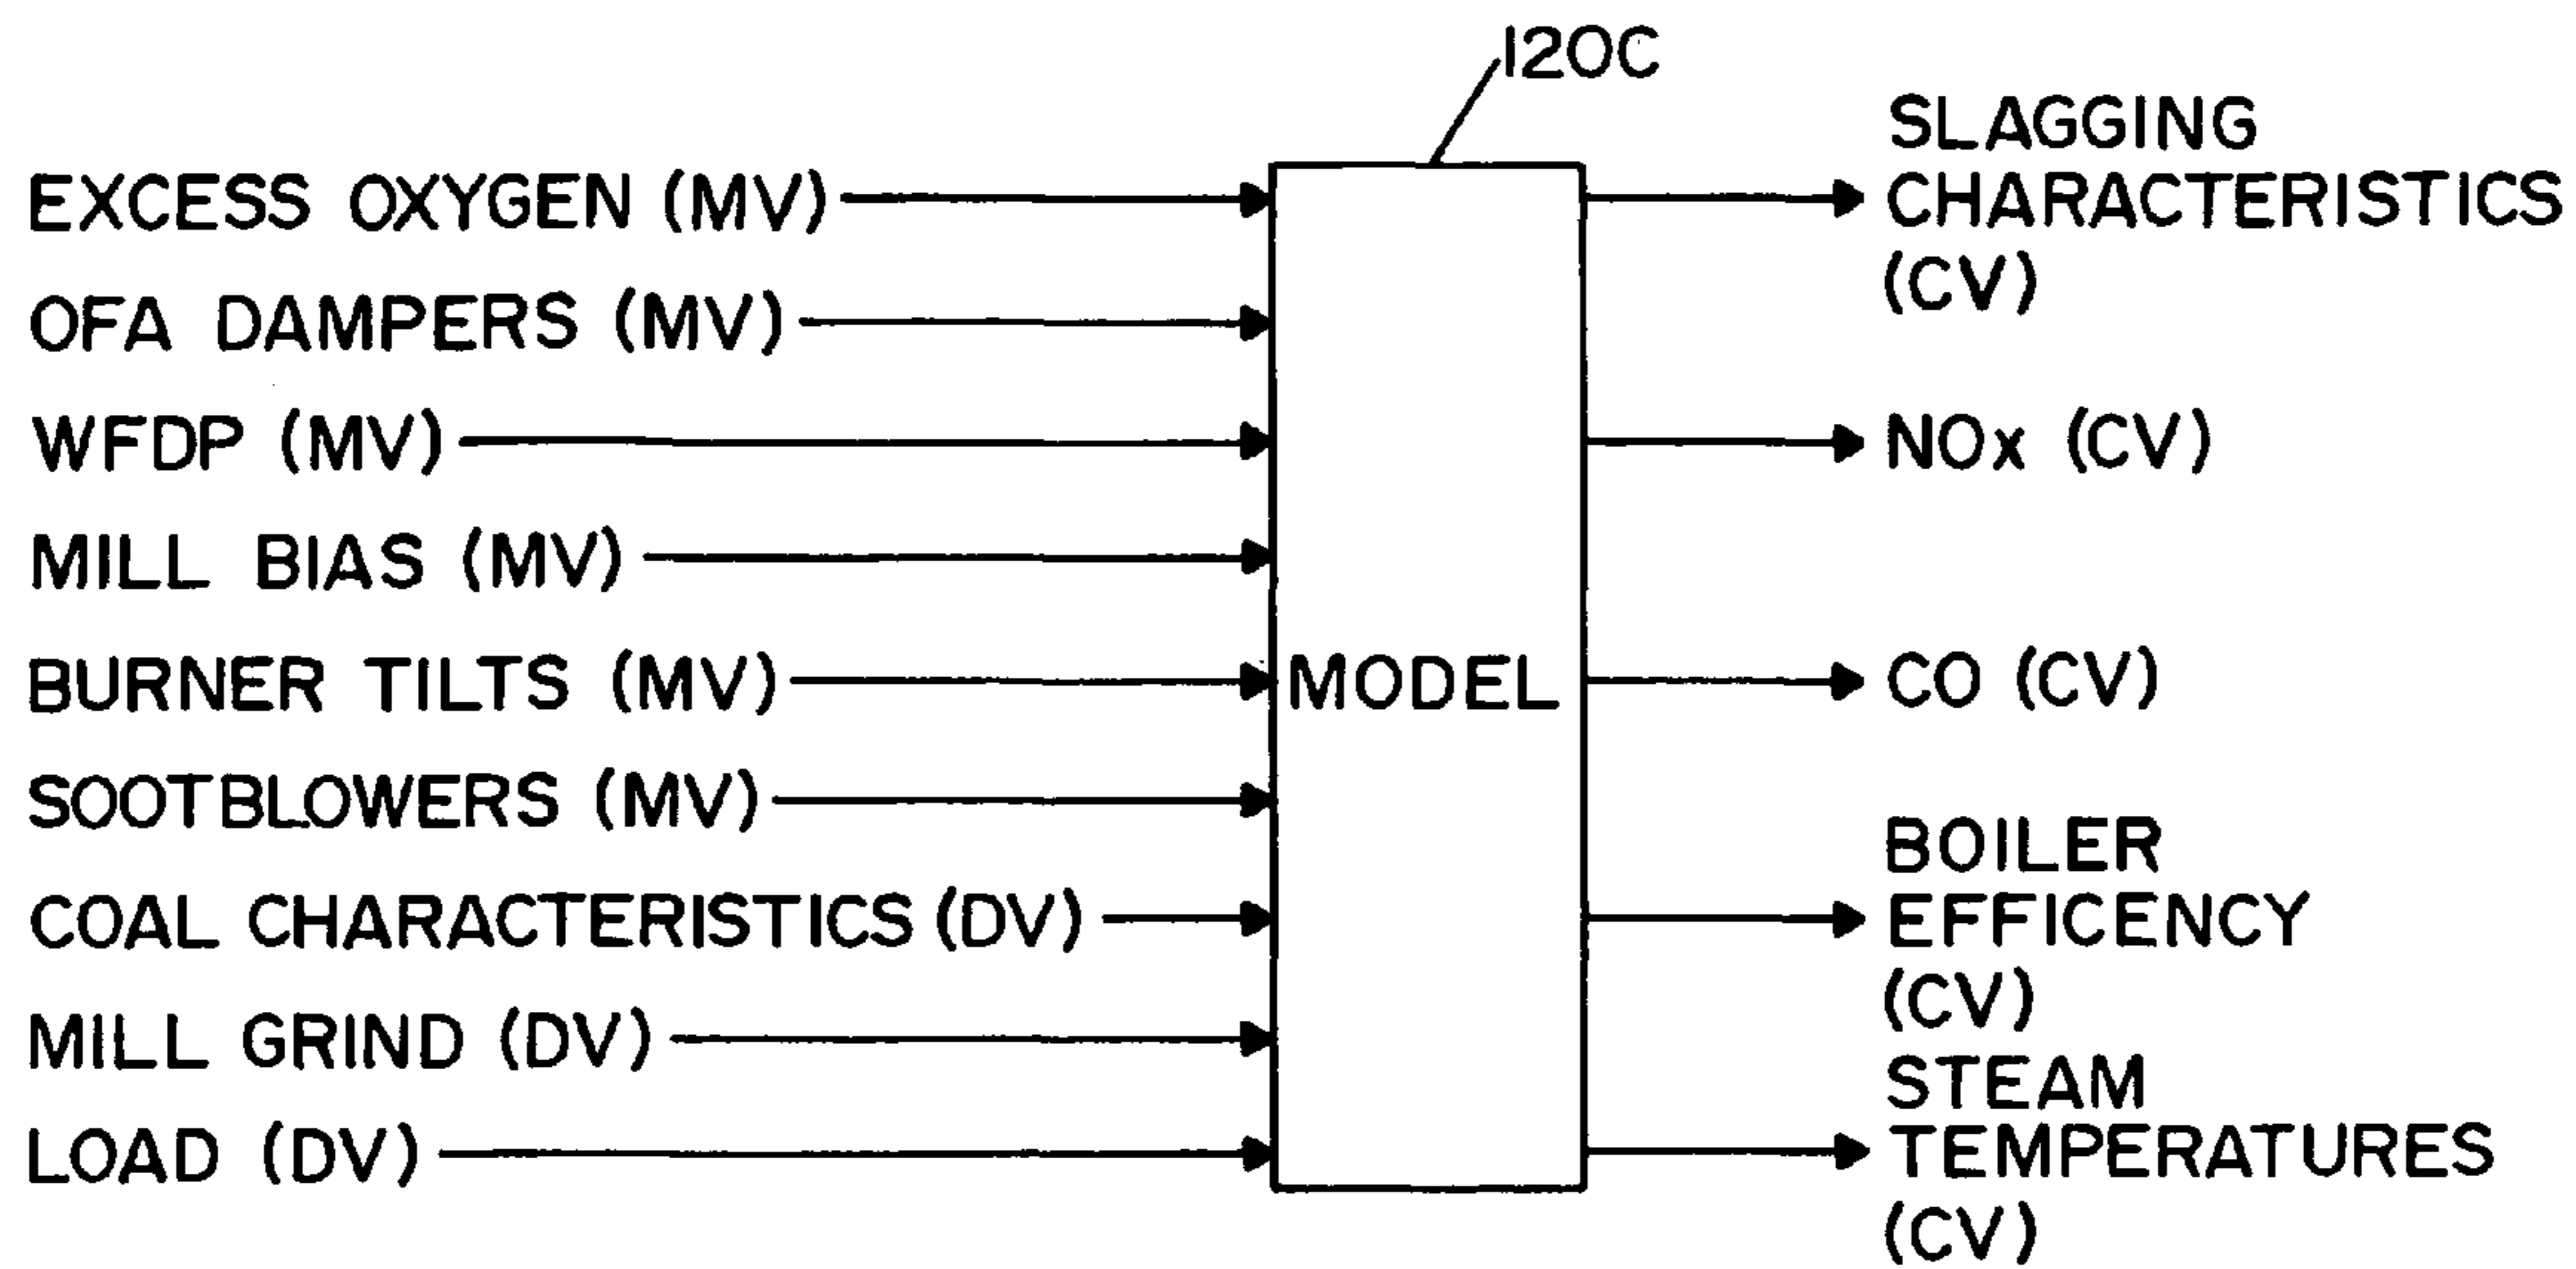 120C
EXCESS OXYGEN (MV)
OFA DAMPERS (MV)
WFDP (MV)
MILL BIAS (MV)
BURNER TILTS (MV)
SOOTBLOWERS (MV)
COAL CHARACTERISTICS (DV)
MILL GRIND (DV)
LOAD (DV)
MODEL
SLAGGING
CHARACTERISTICS
(CV)
NOx (CV)
CO (CV)
BOILER
EFFICENCY
(CV)
STEAM
TEMPERATURES
(CV)